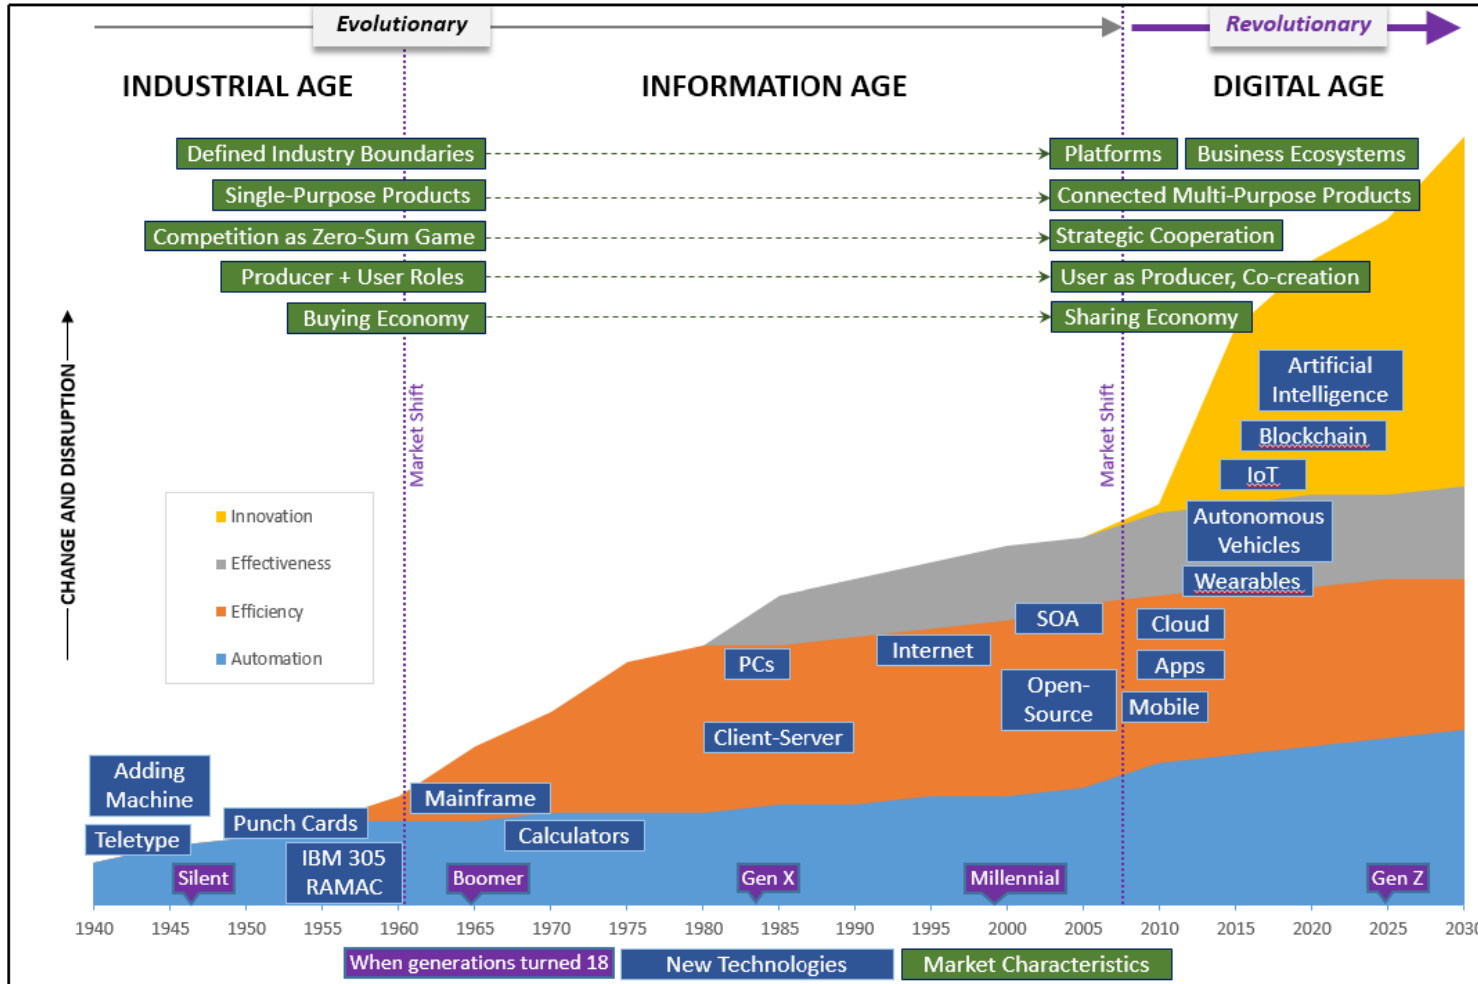 Evolutionary
Revolutionary
INDUSTRIAL AGE
INFORMATION AGE
DIGITAL AGE
Defined Industry Boundaries
Platforms
Business Ecosystems
Single-Purpose Products
Connected Multi-Purpose Products
Competition as Zero-Sum Game
Strategic Cooperation
Producer + User Roles
User as Producer, Co-creation
Buying Economy
Sharing Economy
CHANGE AND DISRUPTION
Market Shift
Market Shift
Artificial
Intelligence
Blockchain
IoT
Autonomous
Vehicles
Wearables
Innovation
Effectiveness
Efficiency
Automation
SOA
Cloud
PCs
Internet
Apps
Open-
Source
Mobile
Client-Server
Adding
Machine
Mainframe
Punch Cards
Calculators
Teletype
IBM 305
RAMAC
Silent
Boomer
Gen X
Millennial
Gen Z
1940 1945 1950 1955 1960 1965 1970 1975 1980 1985 1990 1995 2000 2005 2010 2015 2020 2025 2030
When generations turned 18
New Technologies
Market Characteristics